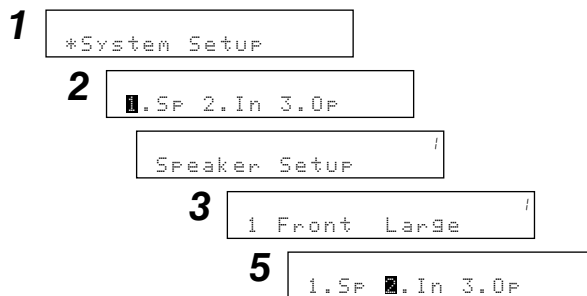 1
*System Setup
2
1.Sp 2.In 3.Op
1
Speaker Setup
3
1
1 Front Large
5
1.Sp 2.In 3.Op